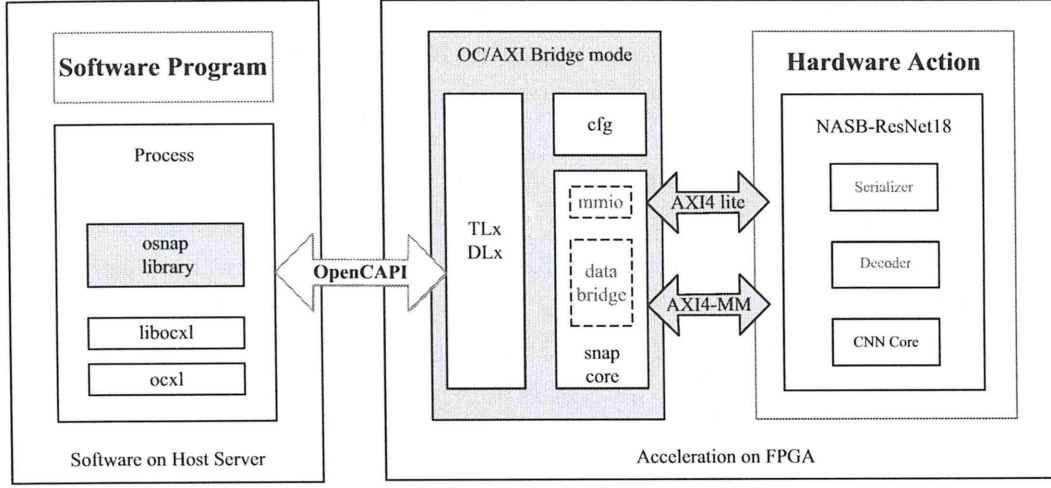 Software Program
Process
osnap
library
libocxl
ocxl
Software on Host Server
OpenCAPI
OC/AXI Bridge mode
TLx
DLx
cfg
mmio
data
bridge
snap
core
AXI4 lite
AXI4-MM
Hardware Action
NASB-ResNet18
Serializer
Decoder
CNN Core
Acceleration on FPGA